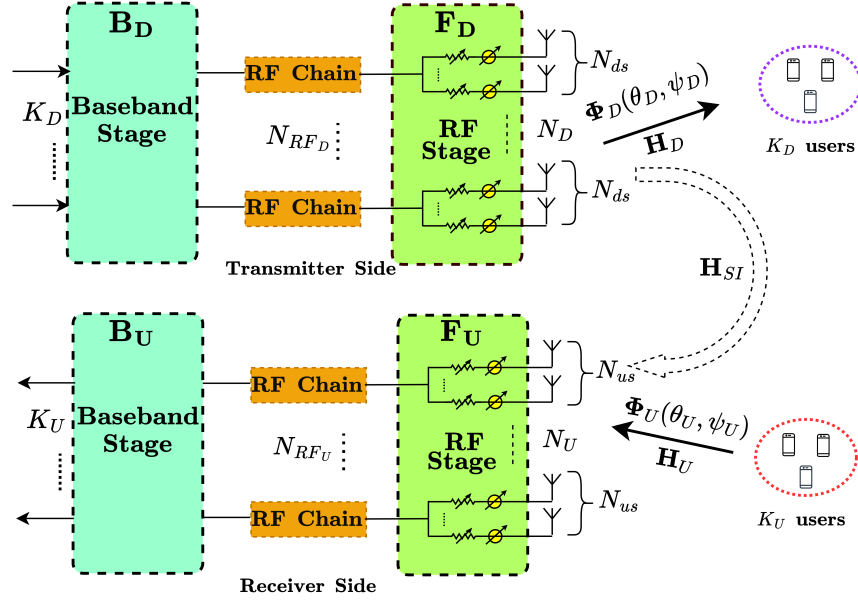 B_D
F_D
RF Chain
Baseband
Stage
K_D
N_{RF_D}
RF
Stage
N_{ds}
N_D
Φ_D(θ_D, ψ_D)
H_D
K_D users
RF Chain
N_{ds}
Transmitter Side
H_{SI}
B_U
F_U
RF Chain
N_{us}
Baseband
Stage
K_U
N_{RF_U}
RF
Stage
N_U
Φ_U(θ_U, ψ_U)
H_U
RF Chain
N_{us}
K_U users
Receiver Side